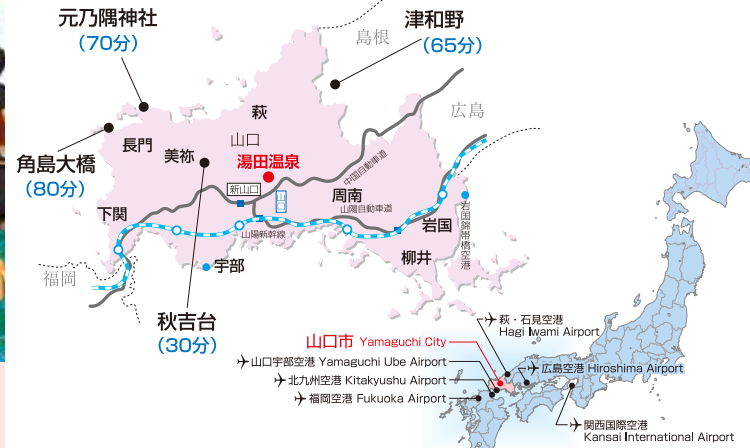 元乃隅神社
（70分）
津和野
（65分）
島根
広島
萩
山口
長門
美祢
湯田温泉
中国自動車道
角島大橋
（80分）
新山口
山口
周南
山陽自動車道
下関
岩国
岩国錦帯橋空港
山陽新幹線
柳井
福岡
宇部
秋吉台
（30分）
萩・石見空港
Hagi Iwami Airport
山口市 Yamaguchi City
山口宇部空港 Yamaguchi Ube Airport
広島空港 Hiroshima Airport
北九州空港 Kitakyushu Airport
福岡空港 Fukuoka Airport
関西国際空港
Kansai International Airport